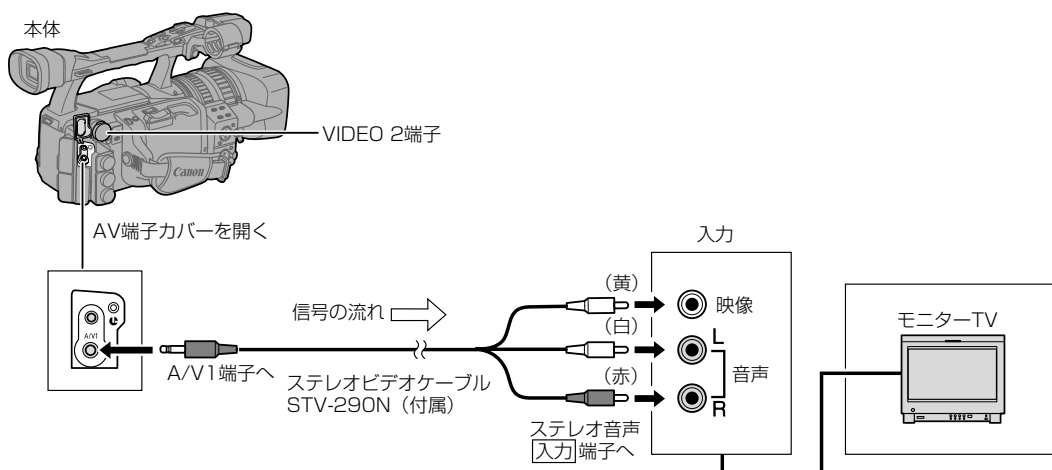 本体
VIDEO 2端子
Canon
AV端子カバーを開く
A/V1
A/V1端子へ
信号の流れ
ステレオビデオケーブル
STV-290N（付属）
入力
（黄）
映像
（白）
L
音声
（赤）
R
ステレオ音声
入力 端子へ
モニターTV